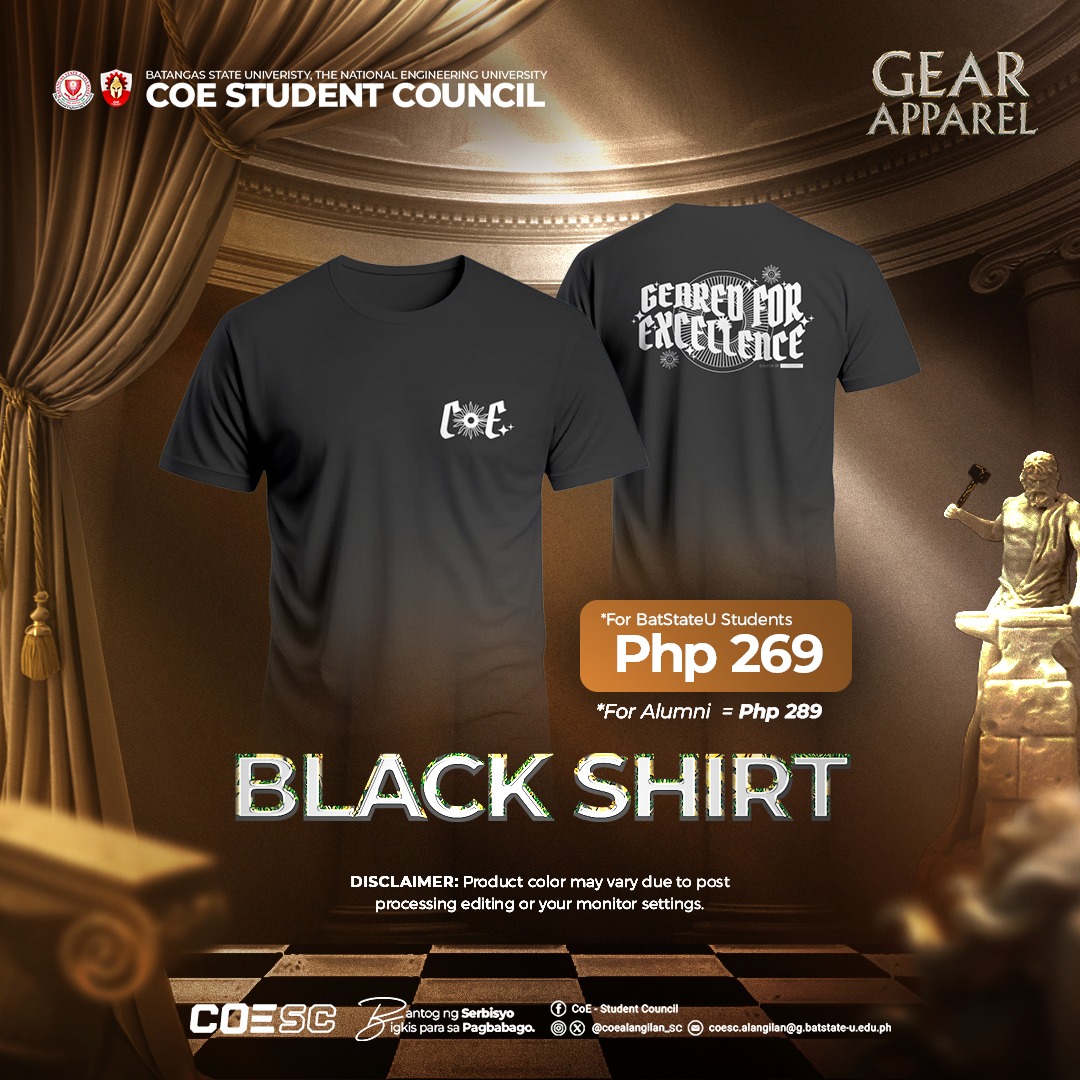 BATANGAS STATE UNIVERISTY, THE NATIONAL ENGINEERING UNIVERSITY
COE STUDENT COUNCIL
GEAR
APPAREL
GEARED FOR
EXCELLENCE
COE
*For BatStateU Students
Php 269
*For Alumni = Php 289
BLACK SHIRT
DISCLAIMER: Product color may vary due to post
processing editing or your monitor settings.
COESC
Bantog ng Serbisyo
Bigkis para sa Pagbabago.
CoE - Student Council
@coealangilan_sc
coesc.alangilan@g.batstate-u.edu.ph